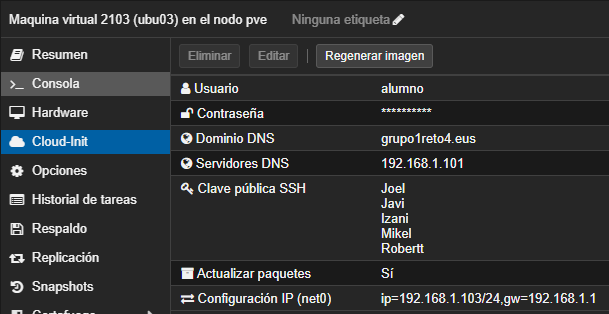 Maquina virtual 2103 (ubu03) en el nodo pve Ninguna etiqueta
Resumen
Consola
Hardware
Cloud-Init
Opciones
Historial de tareas
Respaldo
Replicación
Snapshots
Cortafuego
Eliminar Editar Regenerar imagen
Usuario alumno
Contraseña **********
Dominio DNS grupo1reto4.eus
Servidores DNS 192.168.1.101
Clave pública SSH Joel
Javi
Izani
Mikel
Robertt
Actualizar paquetes Sí
Configuración IP (net0) ip=192.168.1.103/24,gw=192.168.1.1